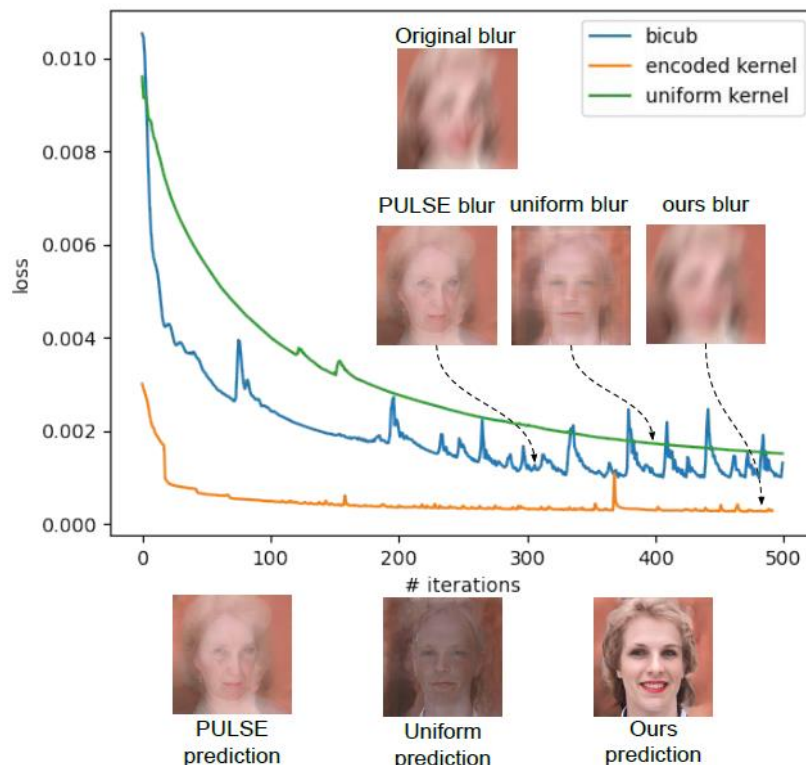 Original blur
bicub
encoded kernel
uniform kernel
PULSE blur
uniform blur
ours blur
loss
0.010
0.008
0.006
0.004
0.002
0.000
0
100
200
300
400
500
# iterations
PULSE
prediction
Uniform
prediction
Ours
prediction